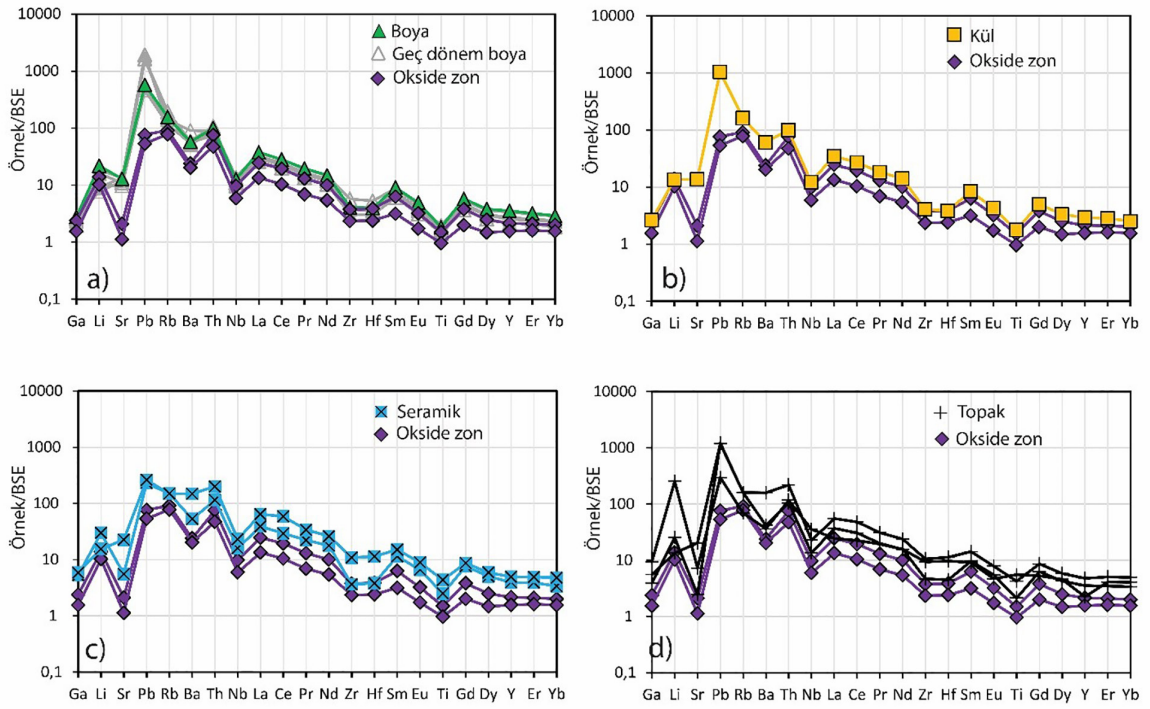 10000
1000
100
10
1
0,1
Örnek/BSE
Boya
Geç dönem boya
Okside zon
a)
Ga Li Sr Pb Rb Ba Th Nb La Ce Pr Nd Zr Hf Sm Eu Ti Gd Dy Y Er Yb
10000
1000
100
10
1
0,1
Örnek/BSE
Kül
Okside zon
b)
Ga Li Sr Pb Rb Ba Th Nb La Ce Pr Nd Zr Hf Sm Eu Ti Gd Dy Y Er Yb
10000
1000
100
10
1
0,1
Örnek/BSE
Seramik
Okside zon
c)
Ga Li Sr Pb Rb Ba Th Nb La Ce Pr Nd Zr Hf Sm Eu Ti Gd Dy Y Er Yb
10000
1000
100
10
1
0,1
Örnek/BSE
Topak
Okside zon
d)
Ga Li Sr Pb Rb Ba Th Nb La Ce Pr Nd Zr Hf Sm Eu Ti Gd Dy Y Er Yb